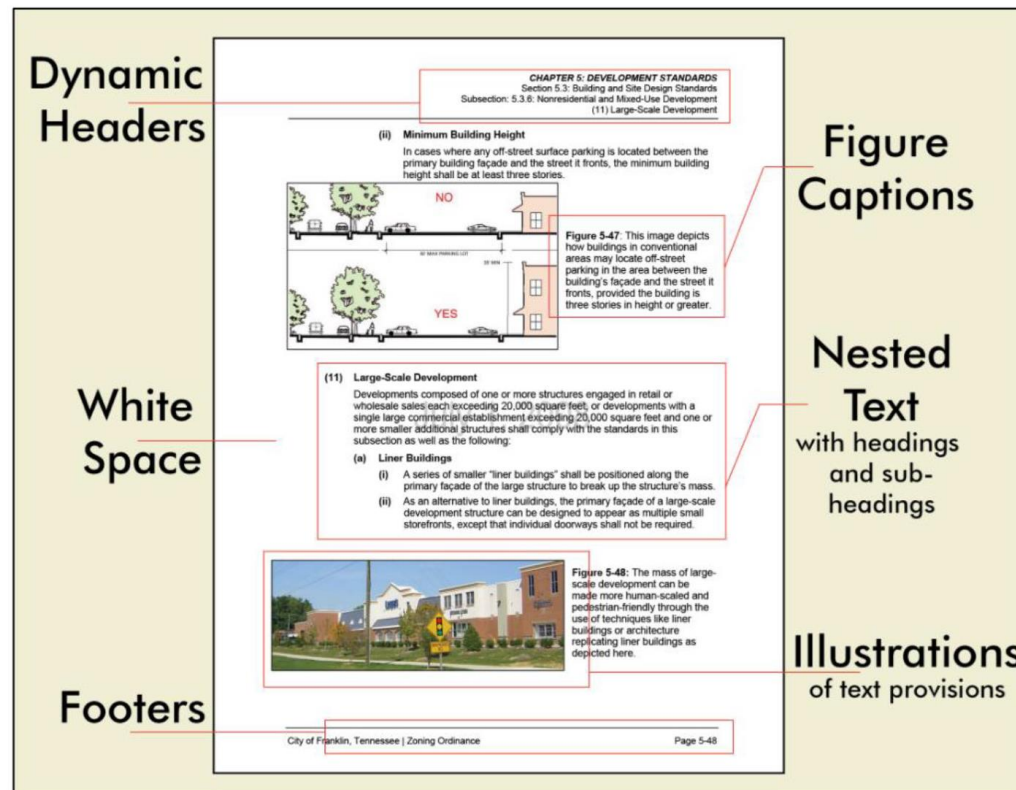 Dynamic
Headers
CHAPTER 5: DEVELOPMENT STANDARDS
Section 5.3: Building and Site Design Standards
Subsection: 5.3.6: Nonresidential and Mixed-Use Development
(11) Large-Scale Development
(ii) Minimum Building Height
In cases where any off-street surface parking is located between the
primary building façade and the street it fronts, the minimum building
height shall be at least three stories.
Figure
Captions
NO
60' MAX PARKING LOT
YES
Figure 5-47: This image depicts
how buildings in conventional
areas may locate off-street
parking in the area between the
building's façade and the street it
fronts, provided the building is
three stories in height or greater.
White
Space
(11) Large-Scale Development
Developments composed of one or more structures engaged in retail or
wholesale sales each exceeding 20,000 square feet, or developments with a
single large commercial establishment exceeding 20,000 square feet and one or
more smaller additional structures shall comply with the standards in this
subsection as well as the following:
(a) Liner Buildings
(i) A series of smaller "liner buildings" shall be positioned along the
primary façade of the large structure to break up the structure's mass.
(ii) As an alternative to liner buildings, the primary façade of a large-scale
development structure can be designed to appear as multiple small
storefronts, except that individual doorways shall not be required.
Nested
Text
with headings
and sub-
headings
Figure 5-48: The mass of large-
scale development can be
made more human-scaled and
pedestrian-friendly through the
use of techniques like liner
buildings or architecture
replicating liner buildings as
depicted here.
Illustrations
of text provisions
Footers
City of Franklin, Tennessee | Zoning Ordinance
Page 5-48